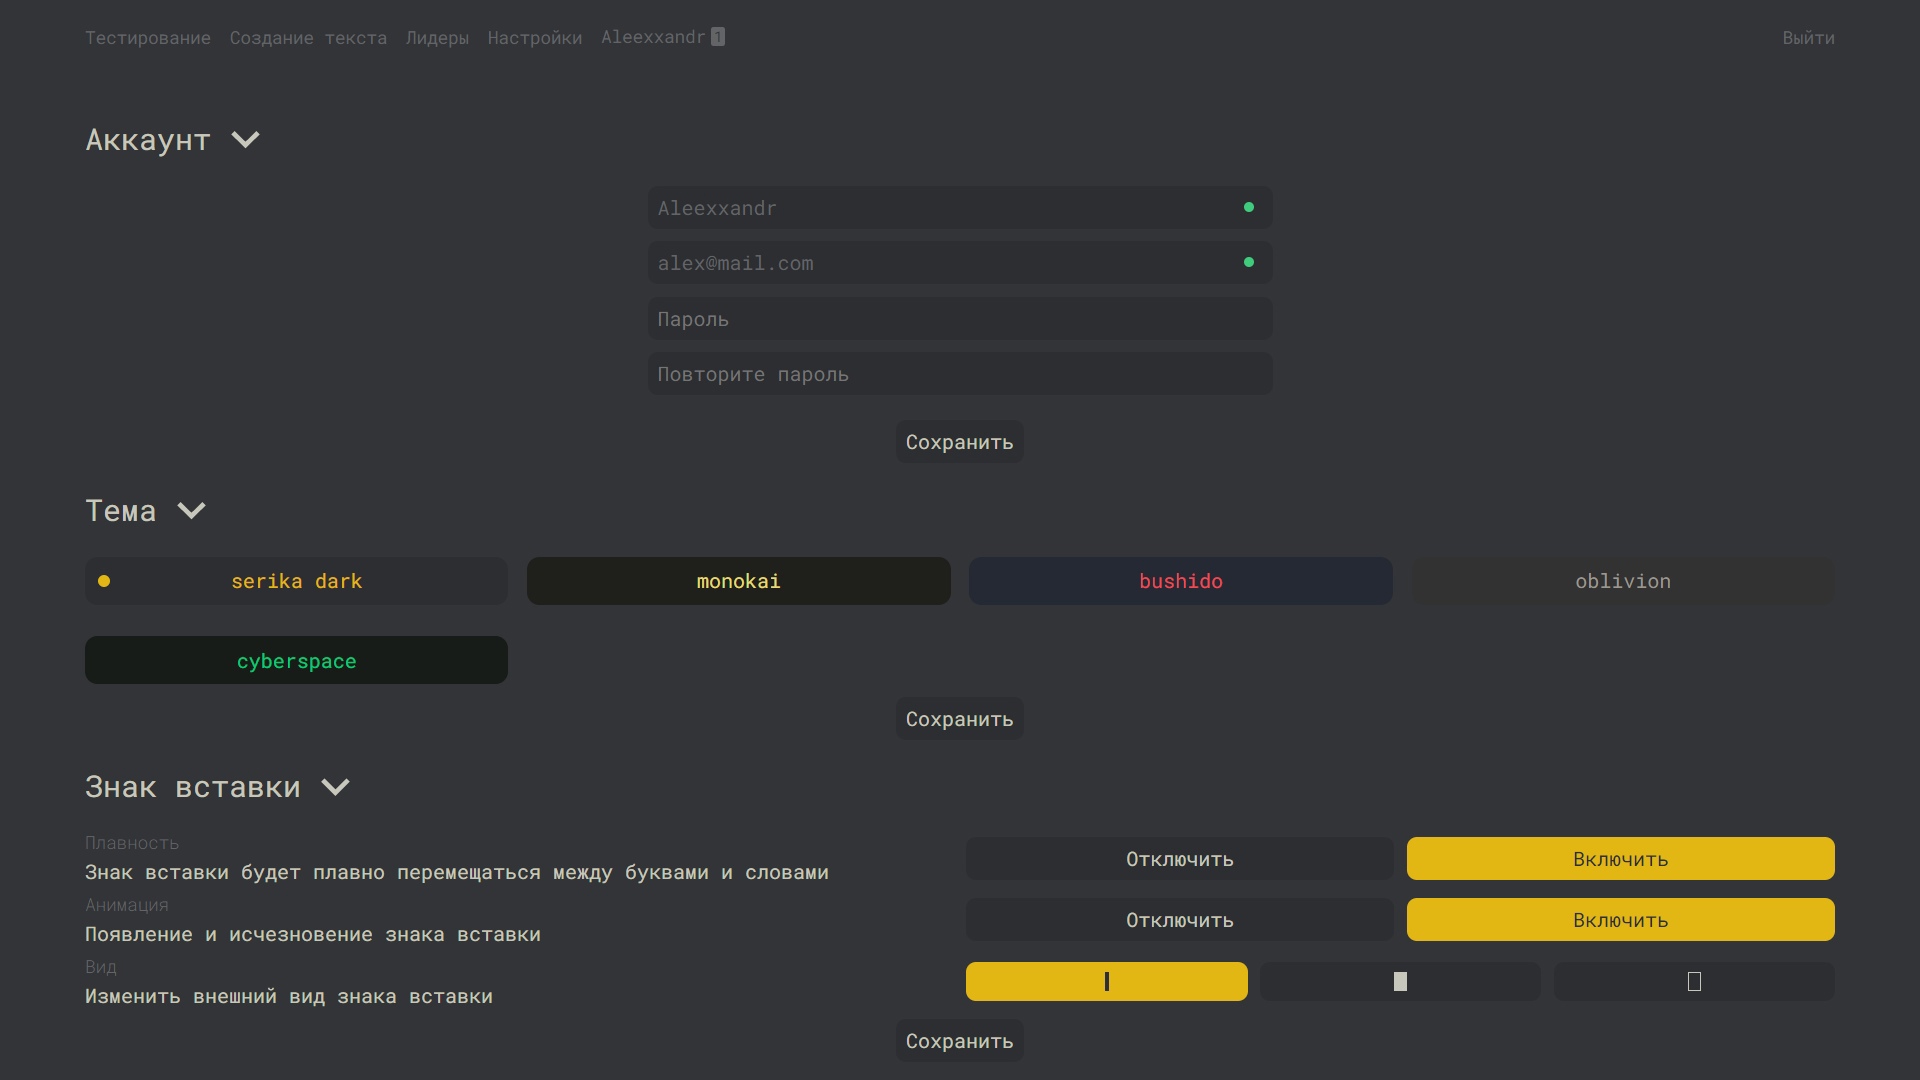 Тестирование Создание текста Лидеры Настройки Aleexxandr 1 Выйти
Аккаунт
Aleexxandr
alex@mail.com
Пароль
Повторите пароль
Сохранить
Тема
serika dark monokai bushido oblivion
cyberspace
Сохранить
Знак вставки
Плавность
Знак вставки будет плавно перемещаться между буквами и словами
Отключить Включить
Анимация
Появление и исчезновение знака вставки
Отключить Включить
Вид
Изменить внешний вид знака вставки
Сохранить